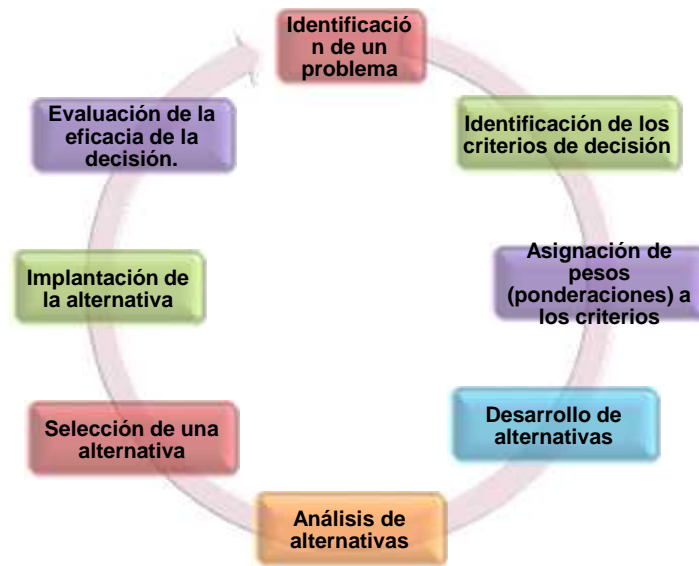 Identificació
n de un
problema
Identificación de los
criterios de decisión
Asignación de
pesos
(ponderaciones) a
los criterios
Desarrollo de
alternativas
Análisis de
alternativas
Selección de una
alternativa
Implantación de
la alternativa
Evaluación de la
eficacia de la
decisión.